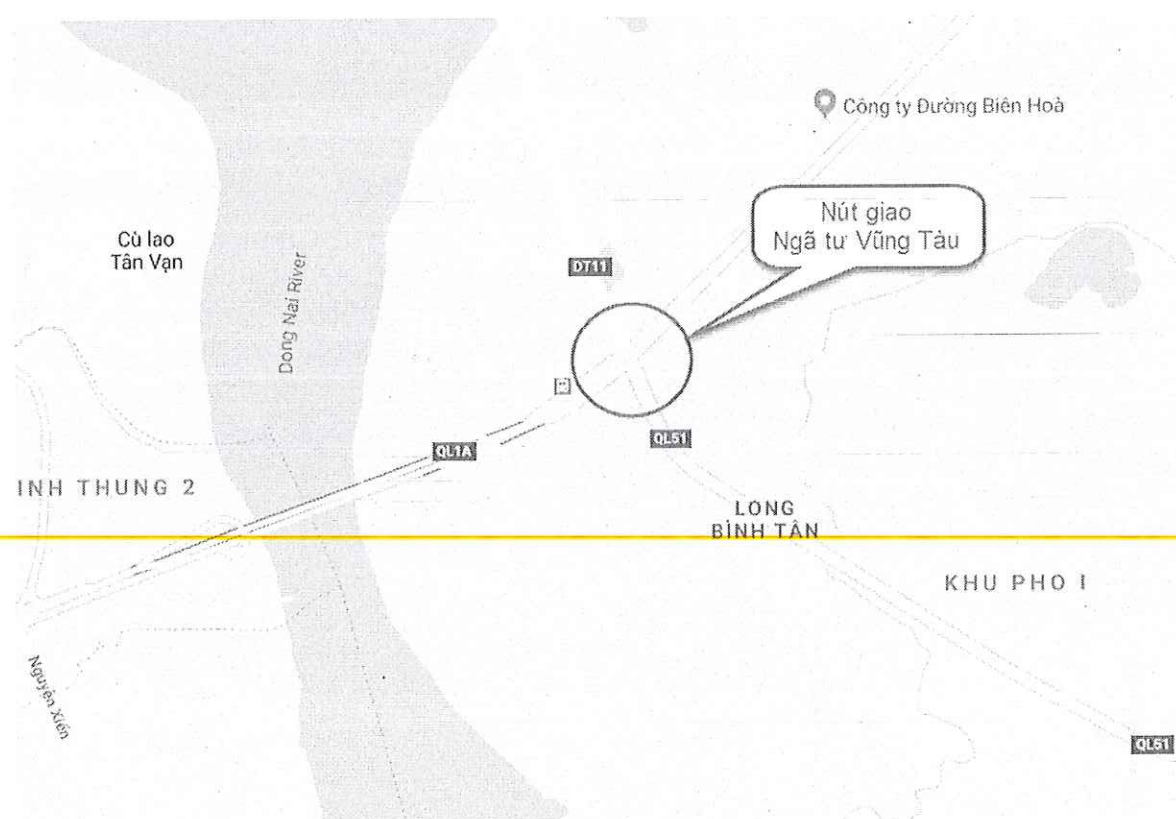 Công ty Đường Biên Hoà
Nút giao
Ngã tư Vũng Tàu
Cù lao
Tân Vạn
Dong Nai River
DT11
QL51
QL1A
INH THUNG 2
LONG
BÌNH TÂN
KHU PHO I
Nguyễn Xiển
QL51